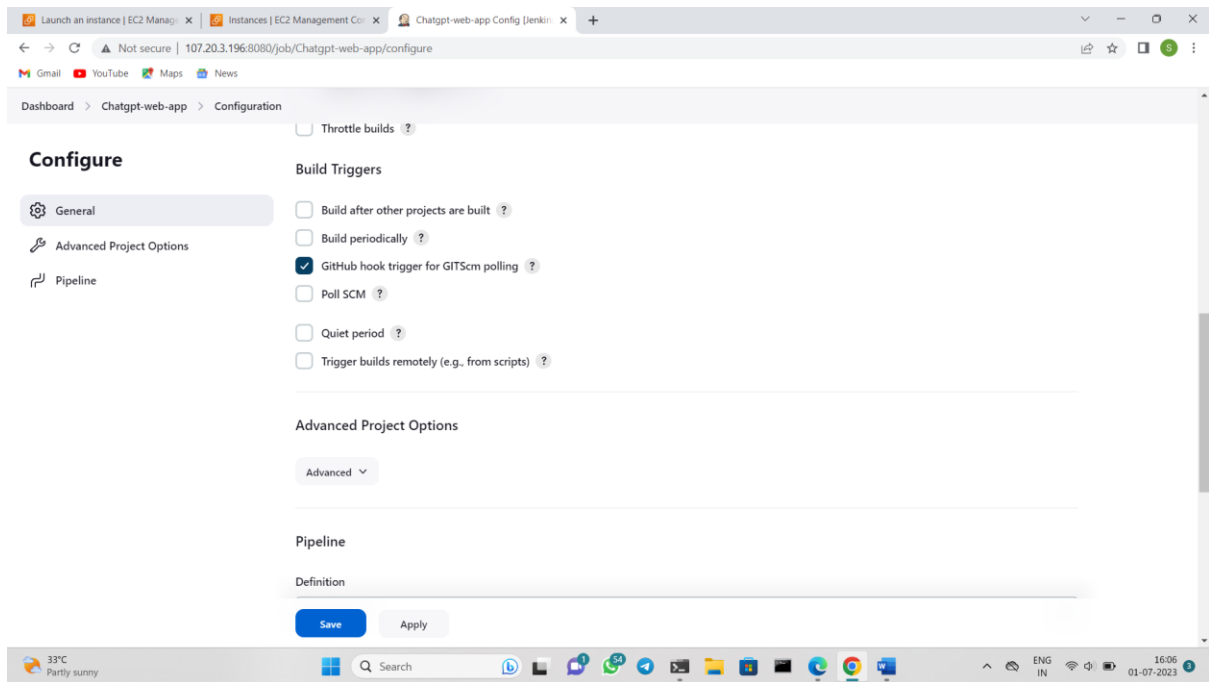 Launch an instance | EC2 Manage
Instances | EC2 Management Con
Chatgpt-web-app Config [Jenkin
Not secure | 107.20.3.196:8080/job/Chatgpt-web-app/configure
S
Gmail YouTube Maps News
Dashboard > Chatgpt-web-app > Configuration
Throttle builds ?
Configure
Build Triggers
General
Build after other projects are built ?
Build periodically ?
Advanced Project Options
GitHub hook trigger for GITScm polling ?
Pipeline
Poll SCM ?
Quiet period ?
Trigger builds remotely (e.g., from scripts) ?
Advanced Project Options
Advanced
Pipeline
Definition
Save Apply
33°C
Partly sunny
Search
b
1
54
ENG
IN
16:06
01-07-2023
3